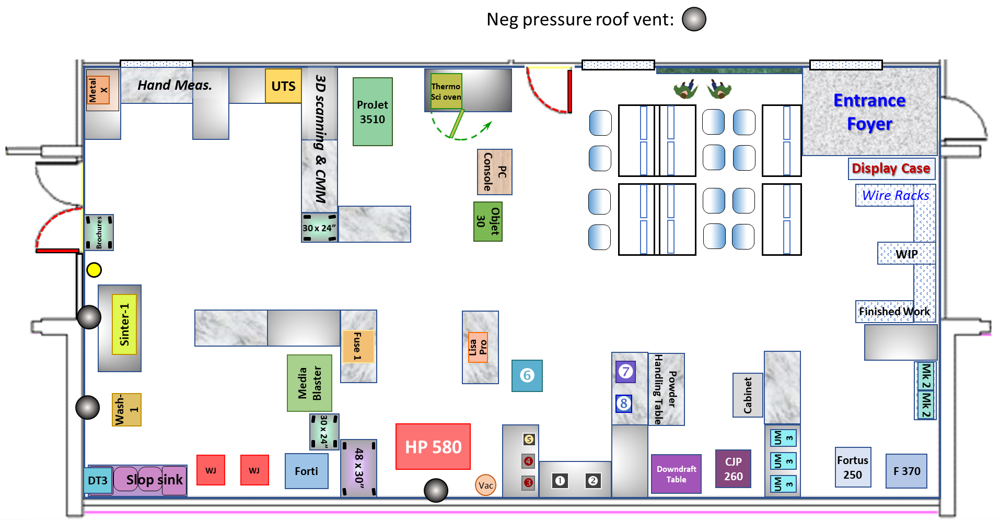 Neg pressure roof vent:
Metal
X
Hand Meas.
UTS
3D scanning & CMM
ProJet
3510
Thermo
Sci oven
Entrance
Foyer
PC
Console
Display Case
Wire Racks
Objet
30
Brochures
30 x 24”
WIP
Sinter-1
Finished Work
Fuse 1
Lisa
Pro
Media
Blaster
6
7
8
Powder
Handling Table
Cabinet
Mk 2
Mk 2
Wash-
1
30 x 24”
48 x 30”
HP 580
5
4
3
1
2
UM
3
UM
3
UM
3
DT3
Slop sink
WJ
WJ
Forti
Vac
Downdraft
Table
CJP
260
Fortus
250
F 370